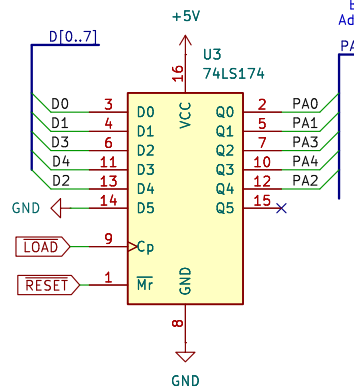 E
Ad
D[0..7]
+5V
PA
U3
74LS174
16
VCC
D0 3 D0 Q0 2 PA0
D1 4 D1 Q1 5 PA1
D3 6 D2 Q2 7 PA3
D4 11 D3 Q3 10 PA4
D2 13 D4 Q4 12 PA2
GND 14 D5 Q5 15
LOAD 9 Cp
RESET 1 Mr
GND
8
GND